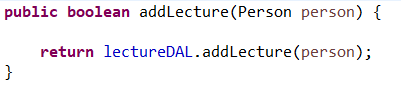 public boolean addLecture(Person person) {
return lectureDAL.addLecture(person);
}